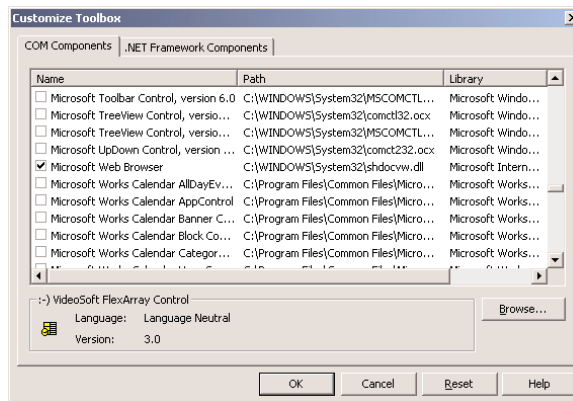 Customize Toolbox
COM Components .NET Framework Components
Name Path Library
Microsoft Toolbar Control, version 6.0 C:\WINDOWS\System32\MSCOMCTL... Microsoft Windo...
Microsoft TreeView Control, versio... C:\WINDOWS\System32\comctl32.ocx Microsoft Windo...
Microsoft TreeView Control, versio... C:\WINDOWS\System32\MSCOMCTL... Microsoft Windo...
Microsoft UpDown Control, version ... C:\WINDOWS\System32\comct232.ocx Microsoft Windo...
Microsoft Web Browser C:\WINDOWS\System32\shdocvw.dll Microsoft Intern...
Microsoft Works Calendar AllDayEv... C:\Program Files\Common Files\Micro... Microsoft Works...
Microsoft Works Calendar AppControl C:\Program Files\Common Files\Micro... Microsoft Works...
Microsoft Works Calendar Banner C... C:\Program Files\Common Files\Micro... Microsoft Works...
Microsoft Works Calendar Block Co... C:\Program Files\Common Files\Micro... Microsoft Works...
Microsoft Works Calendar Categor... C:\Program Files\Common Files\Micro... Microsoft Works...
:-) VideoSoft FlexArray Control
Browse...
Language: Language Neutral
Version: 3.0
OK Cancel Reset Help